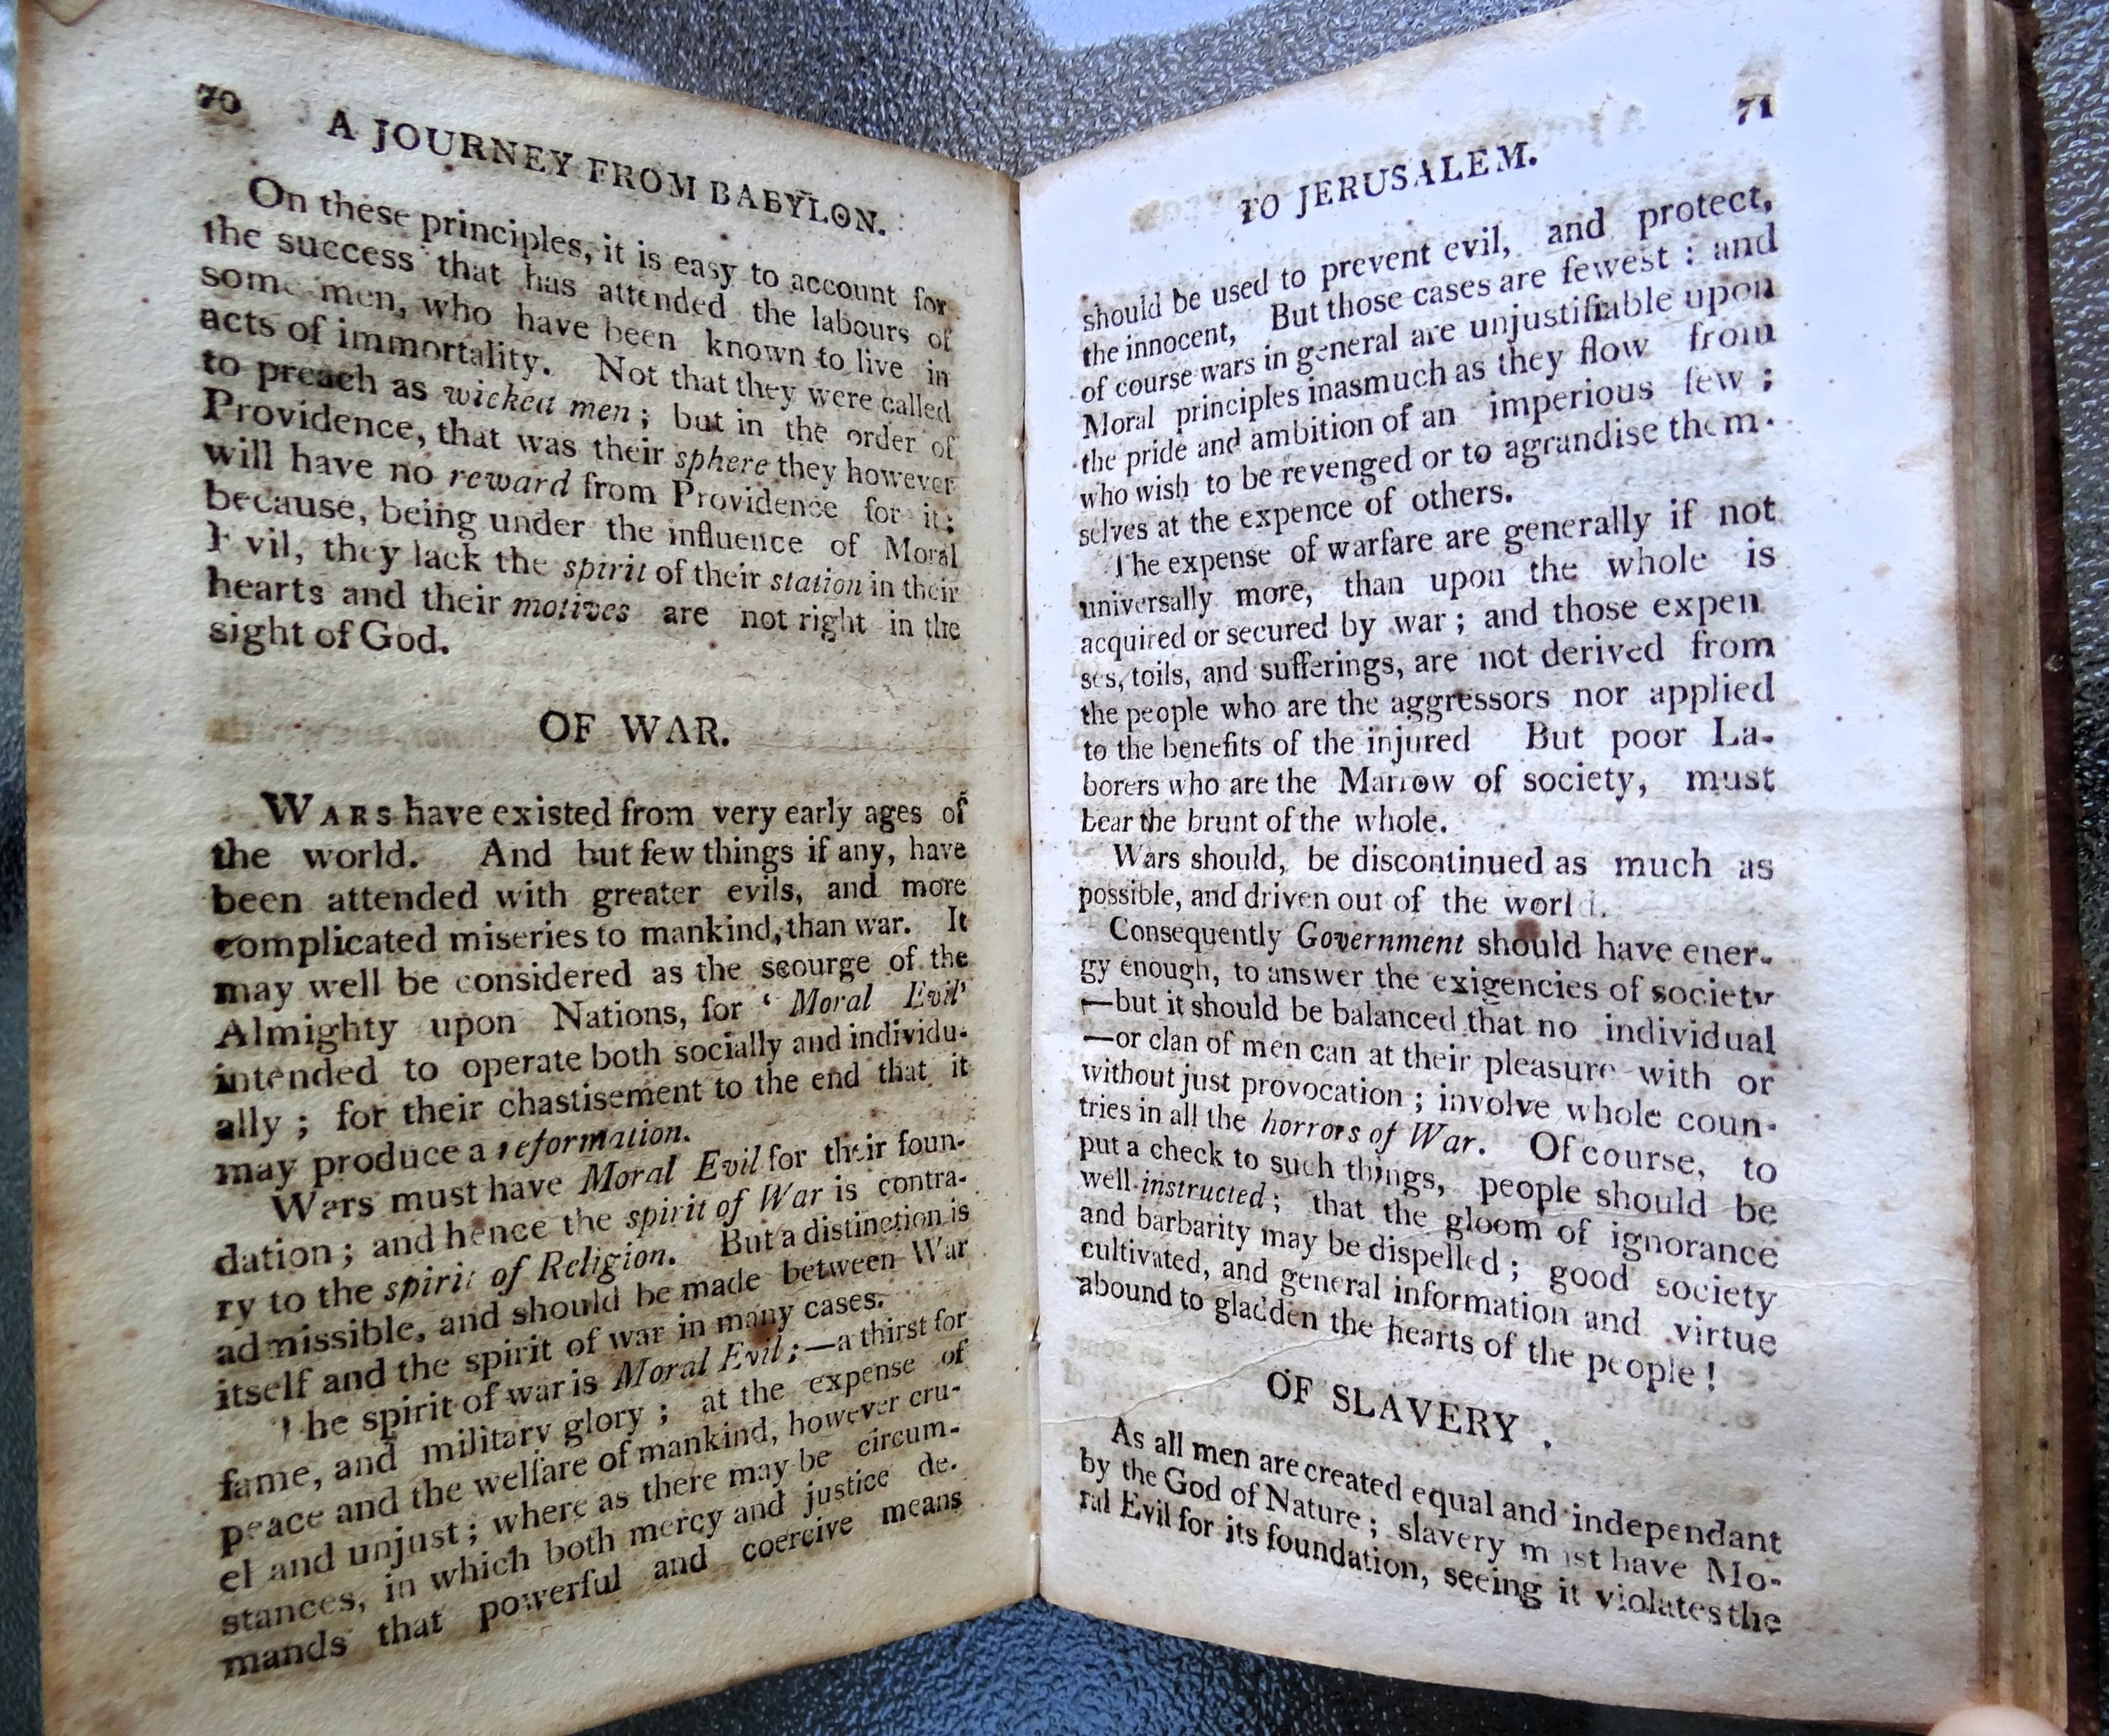 70
A JOURNEY FROM BABYLON.
On these principles, it is easy to account for
the success that has attended the labours of
some men, who have been known to live in
acts of immortality. Not that they were called
to preach as wicked men; but in the order of
Providence, that was their sphere they however
will have no reward from Providence for it;
because, being under the influence of Moral
Evil, they lack the spirit of their station in their
hearts and their motives are not right in the
sight of God.
OF WAR.
WARS have existed from very early ages of
the world. And but few things if any, have
been attended with greater evils, and more
complicated miseries to mankind, than war. It
may well be considered as the scourge of the
Almighty upon Nations, for ‘ Moral Evil’
intended to operate both socially and individu-
ally ; for their chastisement to the end that it
may produce a reformation.
Wars must have Moral Evil for their foun-
dation ; and hence the spirit of War is contra-
ry to the spirit of Religion. But a distinction is
admissible, and should be made between War
itself and the spirit of war in many cases.
The spirit of war is Moral Evil ;—a thirst for
fame, and military glory ; at the expense of
peace and the welfare of mankind, however cru-
el and unjust ; where as there may be circum-
stances, in which both mercy and justice de-
mands that powerful and coercive means
71
TO JERUSALEM.
should be used to prevent evil, and protect,
the innocent, But those cases are fewest : and
of course wars in general are unjustifiable upon
Moral principles inasmuch as they flow from
the pride and ambition of an imperious few ;
who wish to be revenged or to agrandise them-
selves at the expence of others.
The expense of warfare are generally if not
universally more, than upon the whole is
acquired or secured by war ; and those expen
ses, toils, and sufferings, are not derived from
the people who are the aggressors nor applied
to the benefits of the injured But poor La-
borers who are the Marrow of society, must
bear the brunt of the whole.
Wars should, be discontinued as much as
possible, and driven out of the world.
Consequently Government should have ener-
gy enough, to answer the exigencies of society
—but it should be balanced that no individual
—or clan of men can at their pleasure with or
without just provocation ; involve whole coun-
tries in all the horrors of War. Of course, to
put a check to such things, people should be
well instructed ; that the gloom of ignorance
and barbarity may be dispelled ; good society
cultivated, and general information and virtue
abound to gladden the hearts of the people !
OF SLAVERY .
As all men are created equal and independant
by the God of Nature ; slavery must have Mo-
ral Evil for its foundation, seeing it violates the